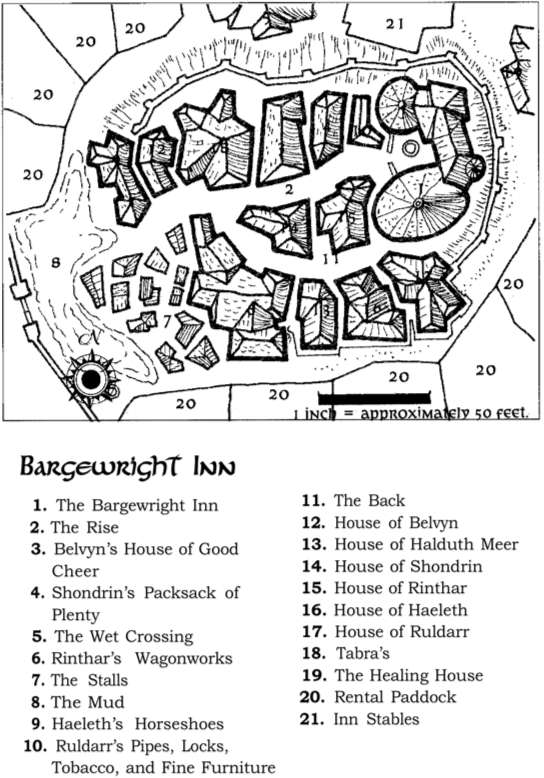 21
20
20
20
20
2
11
8
7
20
N
20
20
20
20
1 inch = approximately 50 feet.
Bargewright Inn
1. The Bargewright Inn
2. The Rise
3. Belvyn's House of Good
Cheer
4. Shondrin's Packsack of
Plenty
5. The Wet Crossing
6. Rinthar's Wagonworks
7. The Stalls
8. The Mud
9. Haeleth's Horseshoes
10. Ruldarr's Pipes, Locks,
Tobacco, and Fine Furniture
11. The Back
12. House of Belvyn
13. House of Halduth Meer
14. House of Shondrin
15. House of Rinthar
16. House of Haeleth
17. House of Ruldarr
18. Tabra's
19. The Healing House
20. Rental Paddock
21. Inn Stables